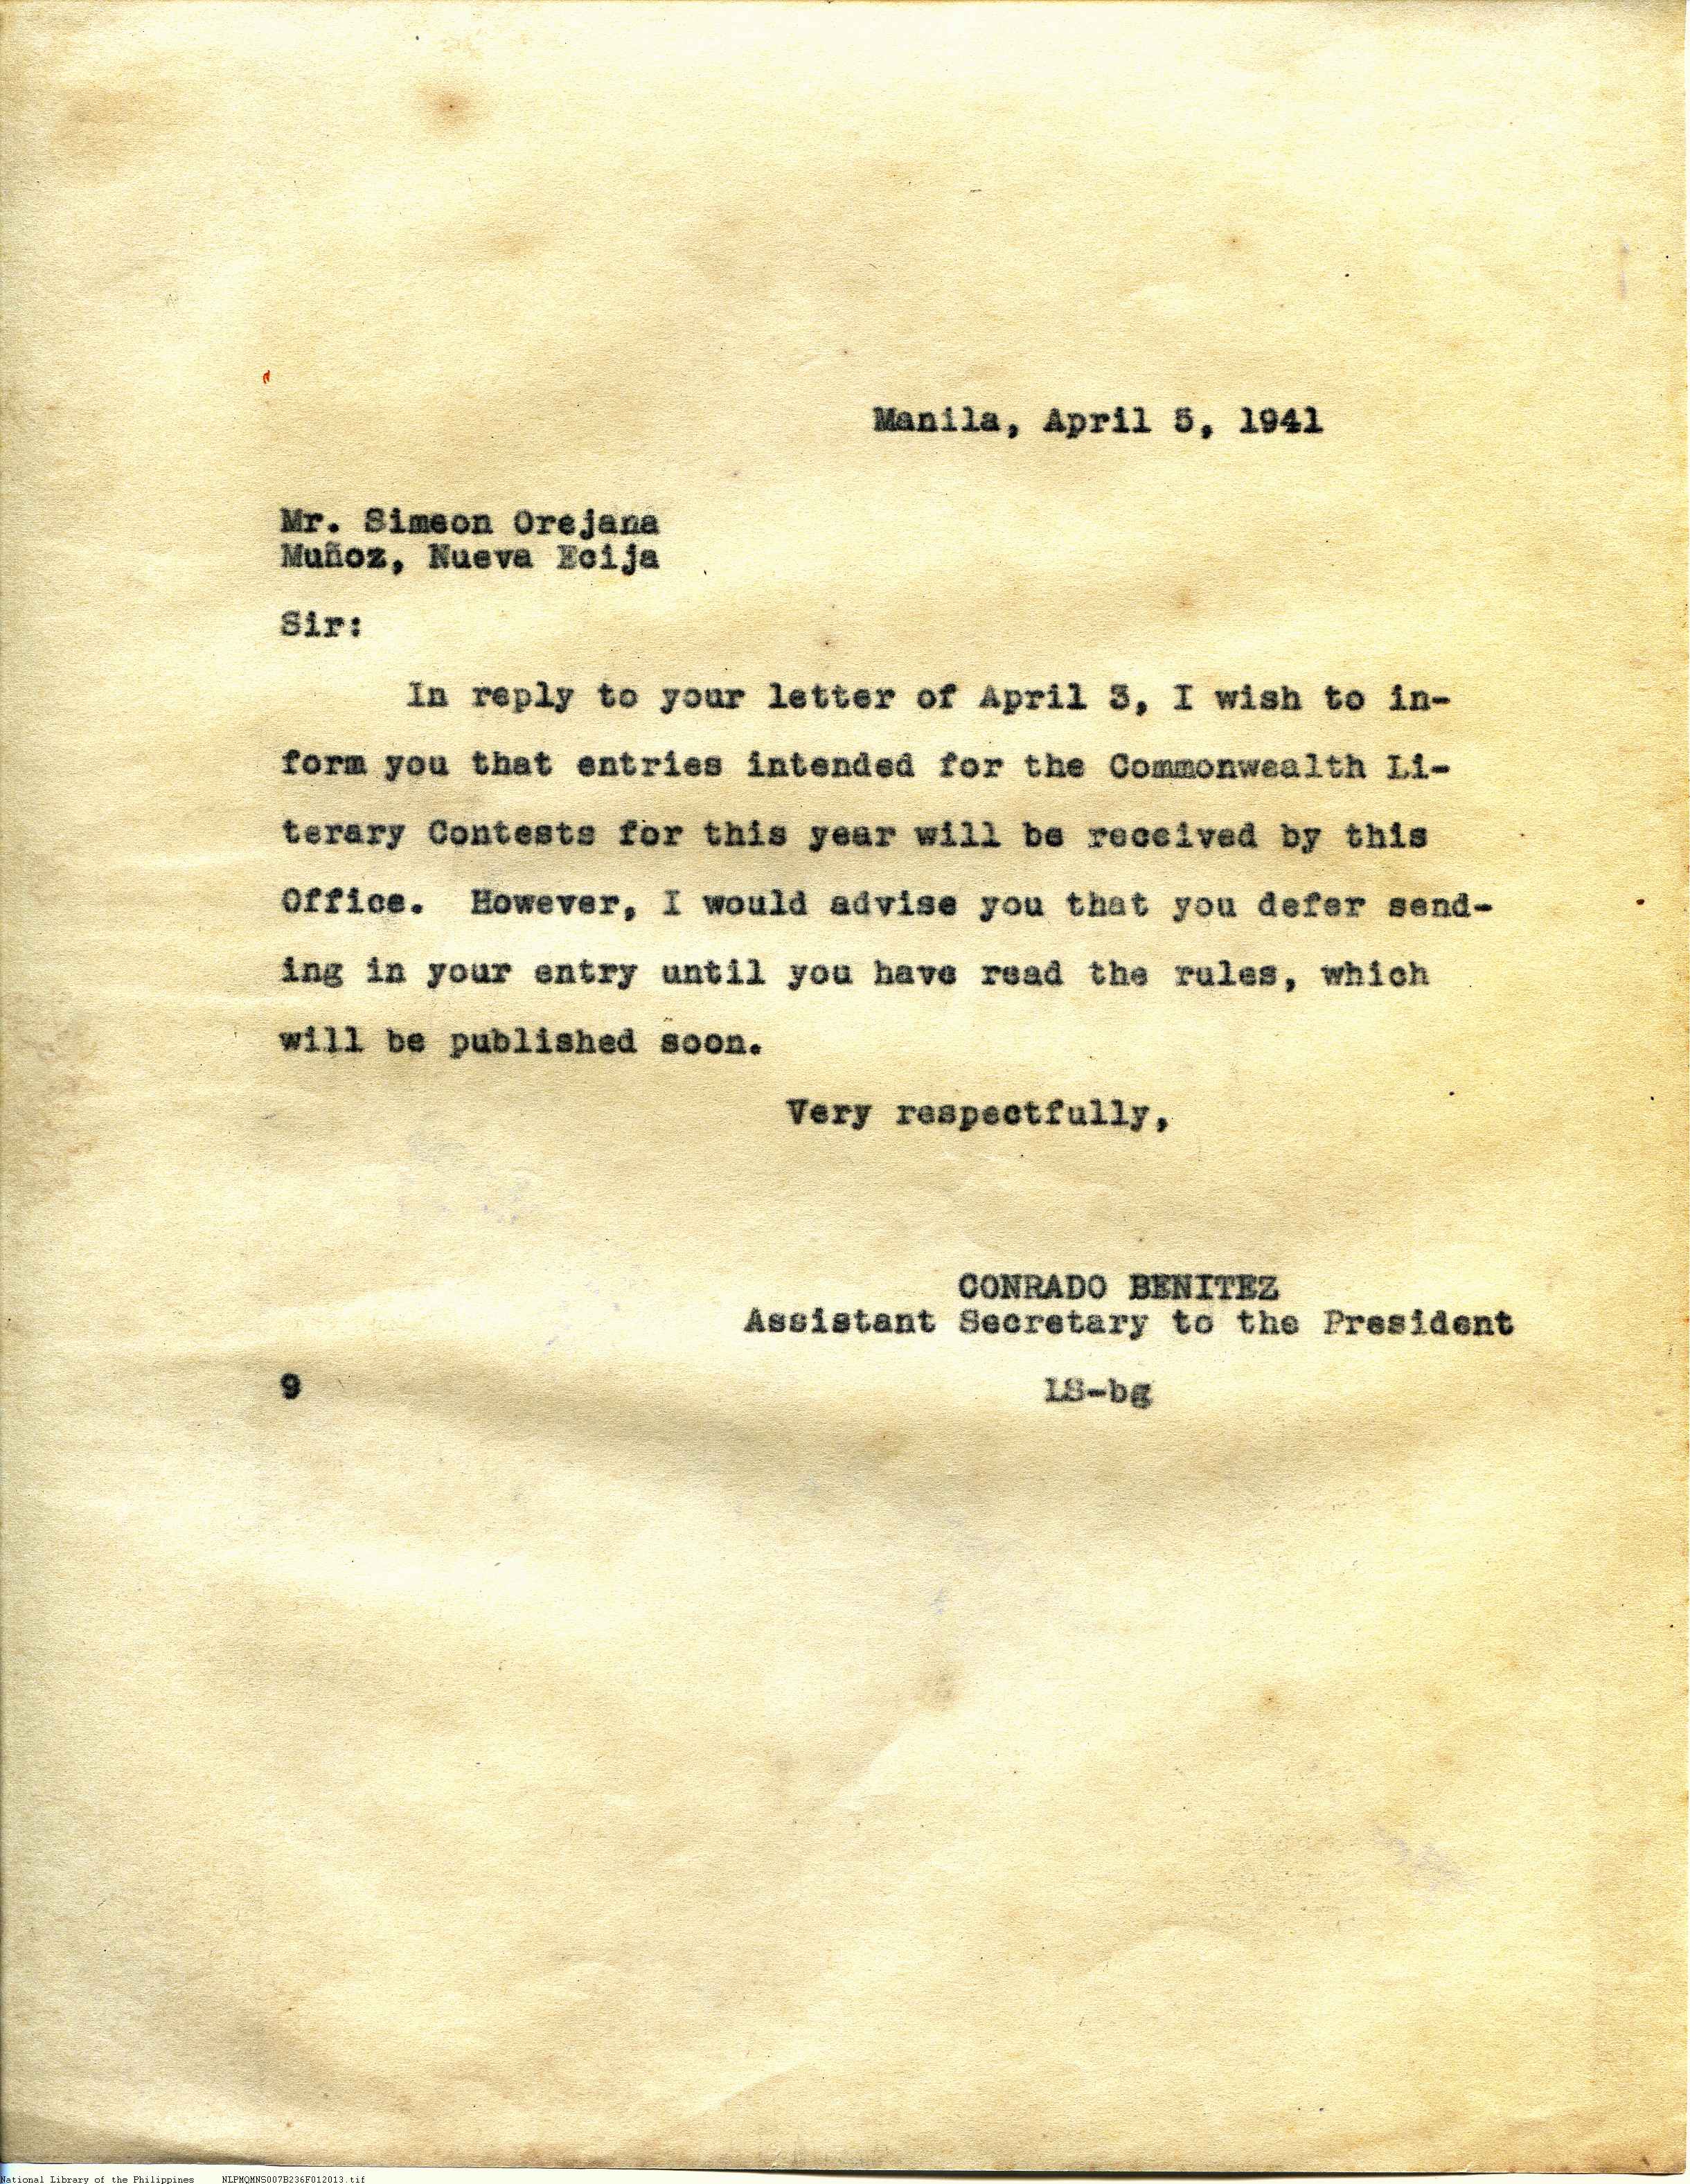 Manila, April 5, 1941
Mr. Simeon Orejana
Muñoz, Nueva Ecija
Sir:
In reply to your letter of April 3, I wish to in-
form you that entries intended for the Commonwealth Li-
terary Contests for this year will be received by this
Office. However, I would advise you that you defer send-
ing in your entry until you have read the rules, which
will be published soon.
Very respectfully,
CONRADO BENITEZ
Assistant Secretary to the President
9 LS-bg
National Library of the Philippines NLPMQMNS007B236F012013.tif